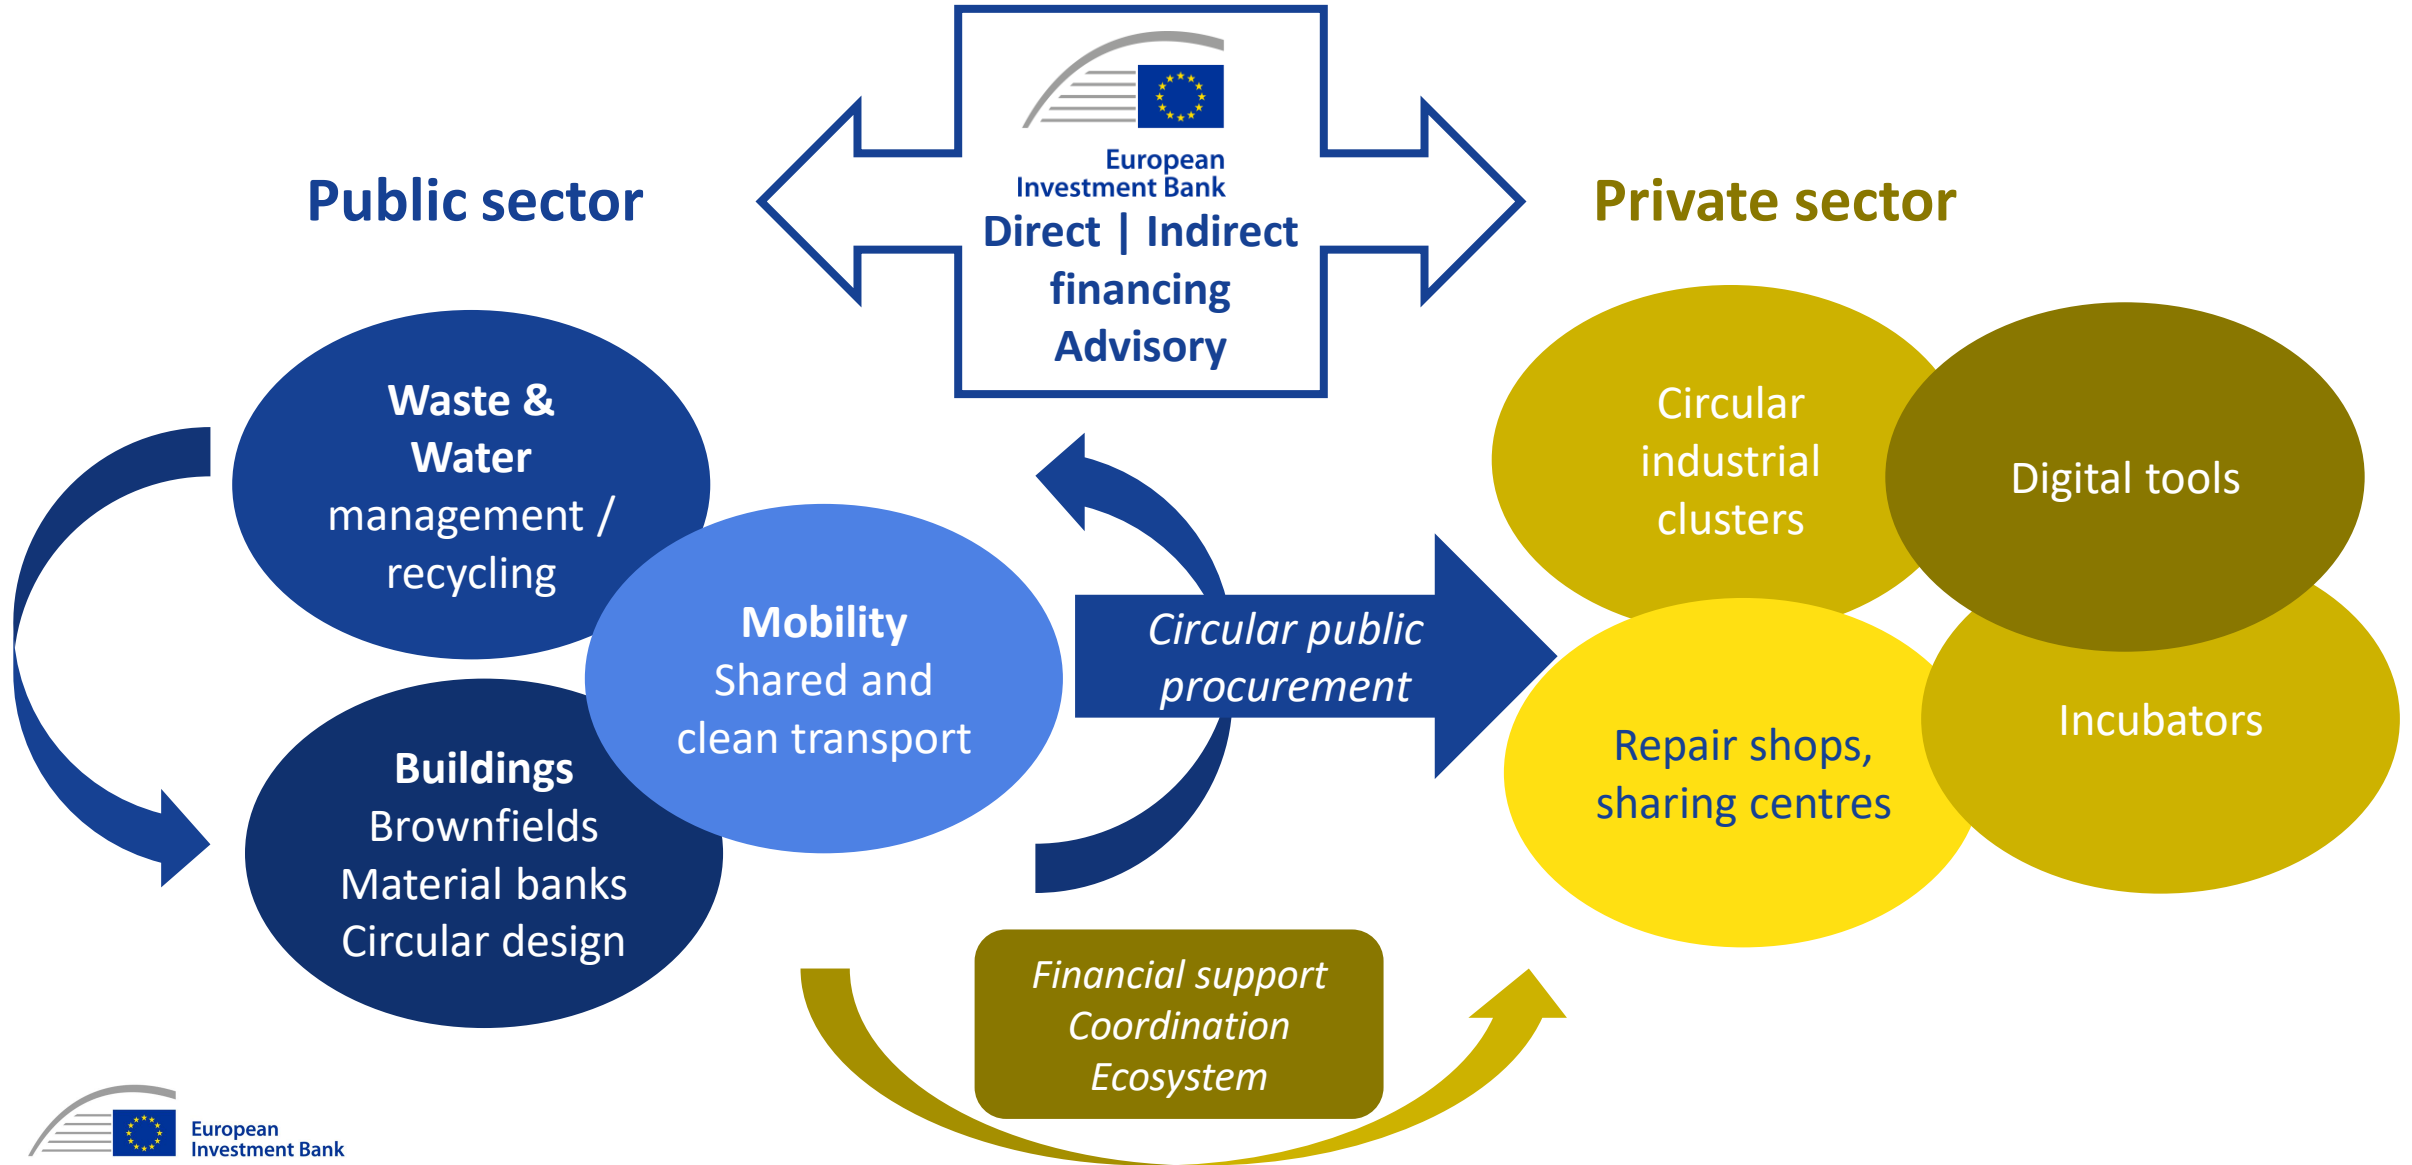 European
Investment Bank
Direct | Indirect
financing
Advisory
Public sector
Private sector
Waste &
Water
management /
recycling
Mobility
Shared and
clean transport
Buildings
Brownfields
Material banks
Circular design
Circular public
procurement
Circular
industrial
clusters
Digital tools
Repair shops,
sharing centres
Incubators
Financial support
Coordination
Ecosystem
European
Investment Bank